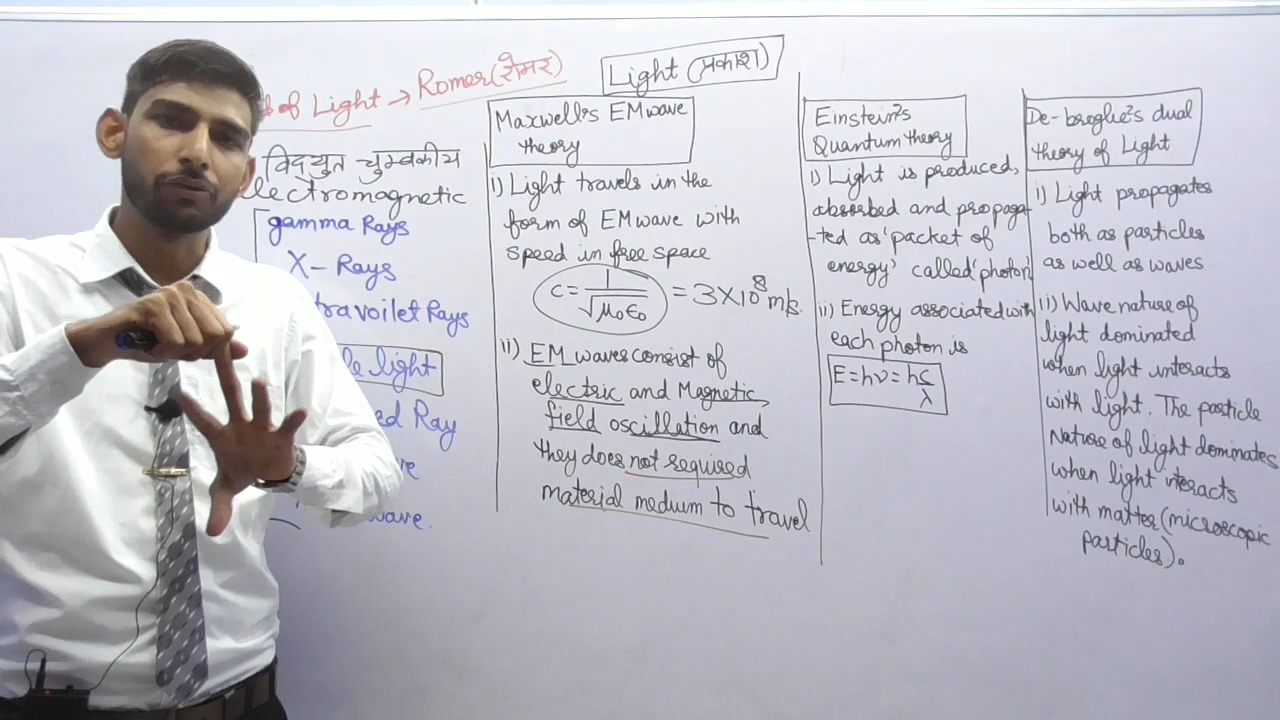 of Light → Romer (रोमर)
Light (प्रकाश)
विद्युत चुम्बकीय
electromagnetic
gamma Rays
X- Rays
travoilet Rays
le light
ed Ray
wave.
Maxwell's EM wave
theory
i) Light travels in the
form of EM wave with
speed in free space
c = 1/√μ₀ε₀ = 3×10⁸ m/s.
ii) EM waves consist of
electric and Magnetic
field oscillation and
they does not required
material medium to travel
Einstein's
Quantum theory
i) Light is produced,
absorbed and propaga
-ted as 'packet of
energy' called 'photon'
ii) Energy associated with
each photon is
E = hν = hc/λ
De-broglie's dual
theory of Light
i) Light propagates
both as particles
as well as waves
ii) Wave nature of
light dominated
when light interacts
with light. The particle
Nature of light dominates
when light interacts
with matter (microscopic
particles).